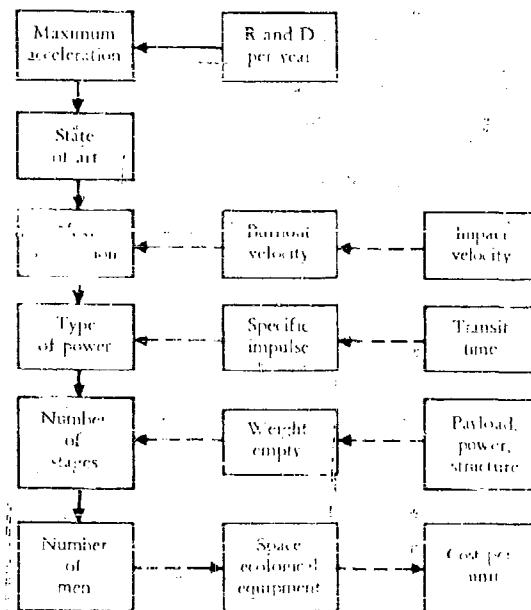 Maximum
acceleration
R and D
per year
State
of art
Burnout
velocity
Impact
velocity
Type
of power
Specific
impulse
Transit
time
Number
of
stages
Weight
empty
Payload,
power,
structure
Number
of
men
Space
ecological
equipment
Cost per
unit